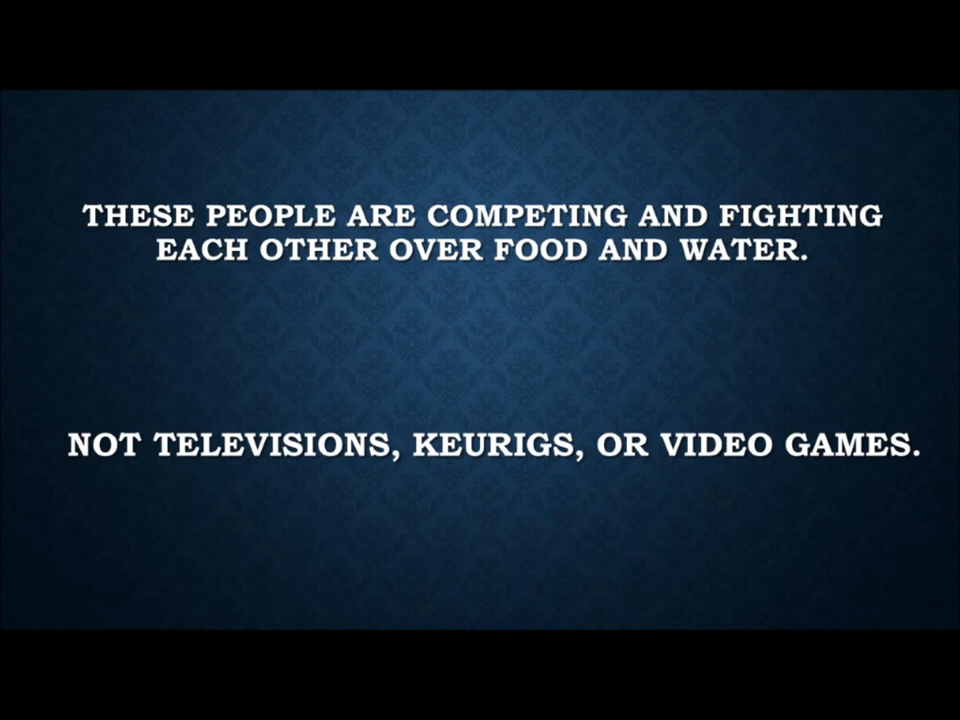 THESE PEOPLE ARE COMPETING AND FIGHTING
EACH OTHER OVER FOOD AND WATER.
NOT TELEVISIONS, KEURIGS, OR VIDEO GAMES.